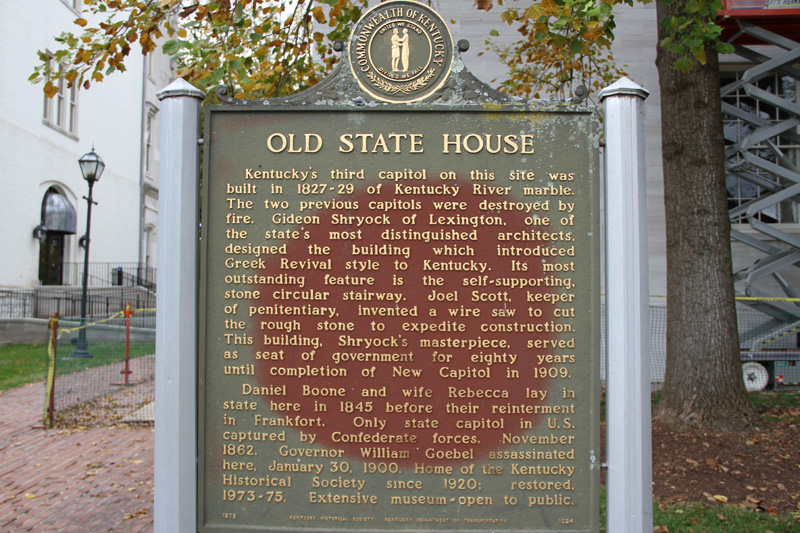 COMMONWEALTH OF KENTUCKY
UNITED WE STAND
DIVIDED WE FALL
OLD STATE HOUSE
Kentucky's third capitol on this site was
built in 1827-29 of Kentucky River marble.
The two previous capitols were destroyed by
fire. Gideon Shryock of Lexington, one of
the state's most distinguished architects,
designed the building which introduced
Greek Revival style to Kentucky. Its most
outstanding feature is the self-supporting,
stone circular stairway. Joel Scott, keeper
of penitentiary, invented a wire saw to cut
the rough stone to expedite construction.
This building, Shryock's masterpiece, served
as seat of government for eighty years
until completion of New Capitol in 1909.
Daniel Boone and wife Rebecca lay in
state here in 1845 before their reinterment
in Frankfort. Only state capitol in U.S.
captured by Confederate forces, November
1862. Governor William Goebel assassinated
here, January 30, 1900. Home of the Kentucky
Historical Society since 1920; restored,
1973-75. Extensive museum-open to public.
KENTUCKY HISTORICAL SOCIETY KENTUCKY DEPARTMENT OF TRANSPORTATION